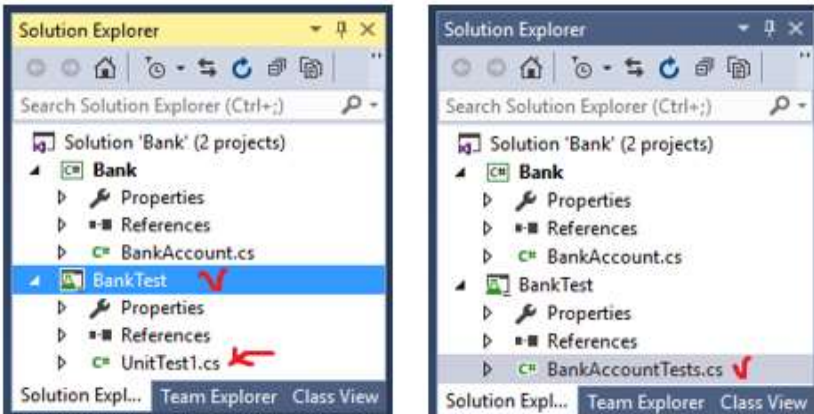 Solution Explorer
Search Solution Explorer (Ctrl+;)
Solution 'Bank' (2 projects)
C# Bank
Properties
References
C# BankAccount.cs
BankTest
Properties
References
C# UnitTest1.cs
Solution Expl... Team Explorer Class View
Solution Explorer
Search Solution Explorer (Ctrl+;)
Solution 'Bank' (2 projects)
C# Bank
Properties
References
C# BankAccount.cs
BankTest
Properties
References
C# BankAccountTests.cs
Solution Expl... Team Explorer Class View